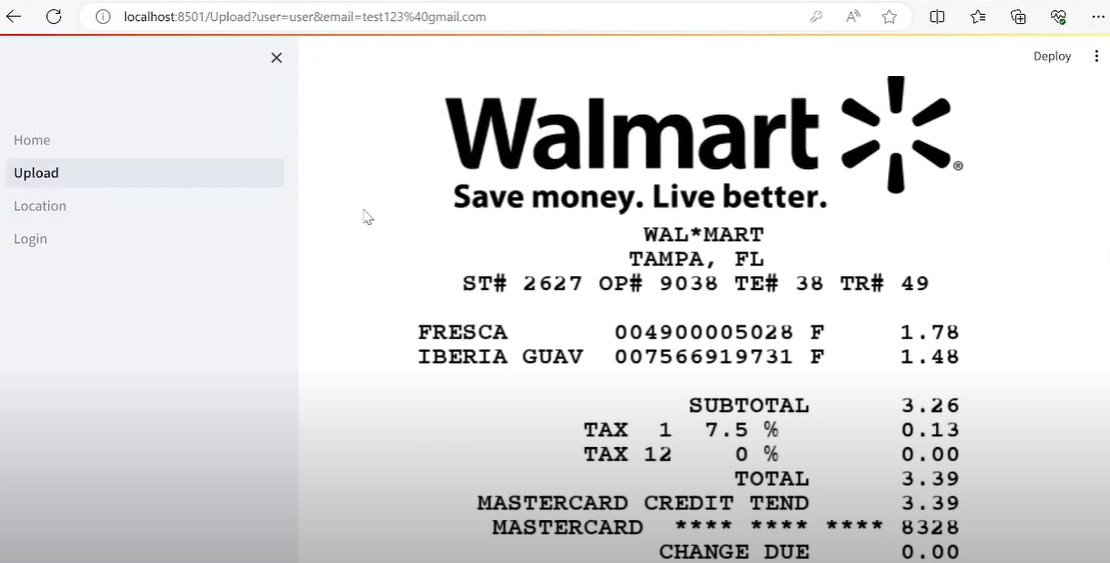 localhost:8501/Upload?user=user&email=test123%40gmail.com
Deploy
Home
Upload
Location
Login
Walmart
Save money. Live better.
WAL*MART
TAMPA, FL
ST# 2627 OP# 9038 TE# 38 TR# 49
FRESCA 004900005028 F 1.78
IBERIA GUAV 007566919731 F 1.48
SUBTOTAL 3.26
TAX 1 7.5 % 0.13
TAX 12 0 % 0.00
TOTAL 3.39
MASTERCARD CREDIT TEND 3.39
MASTERCARD **** **** **** 8328
CHANGE DUE 0.00